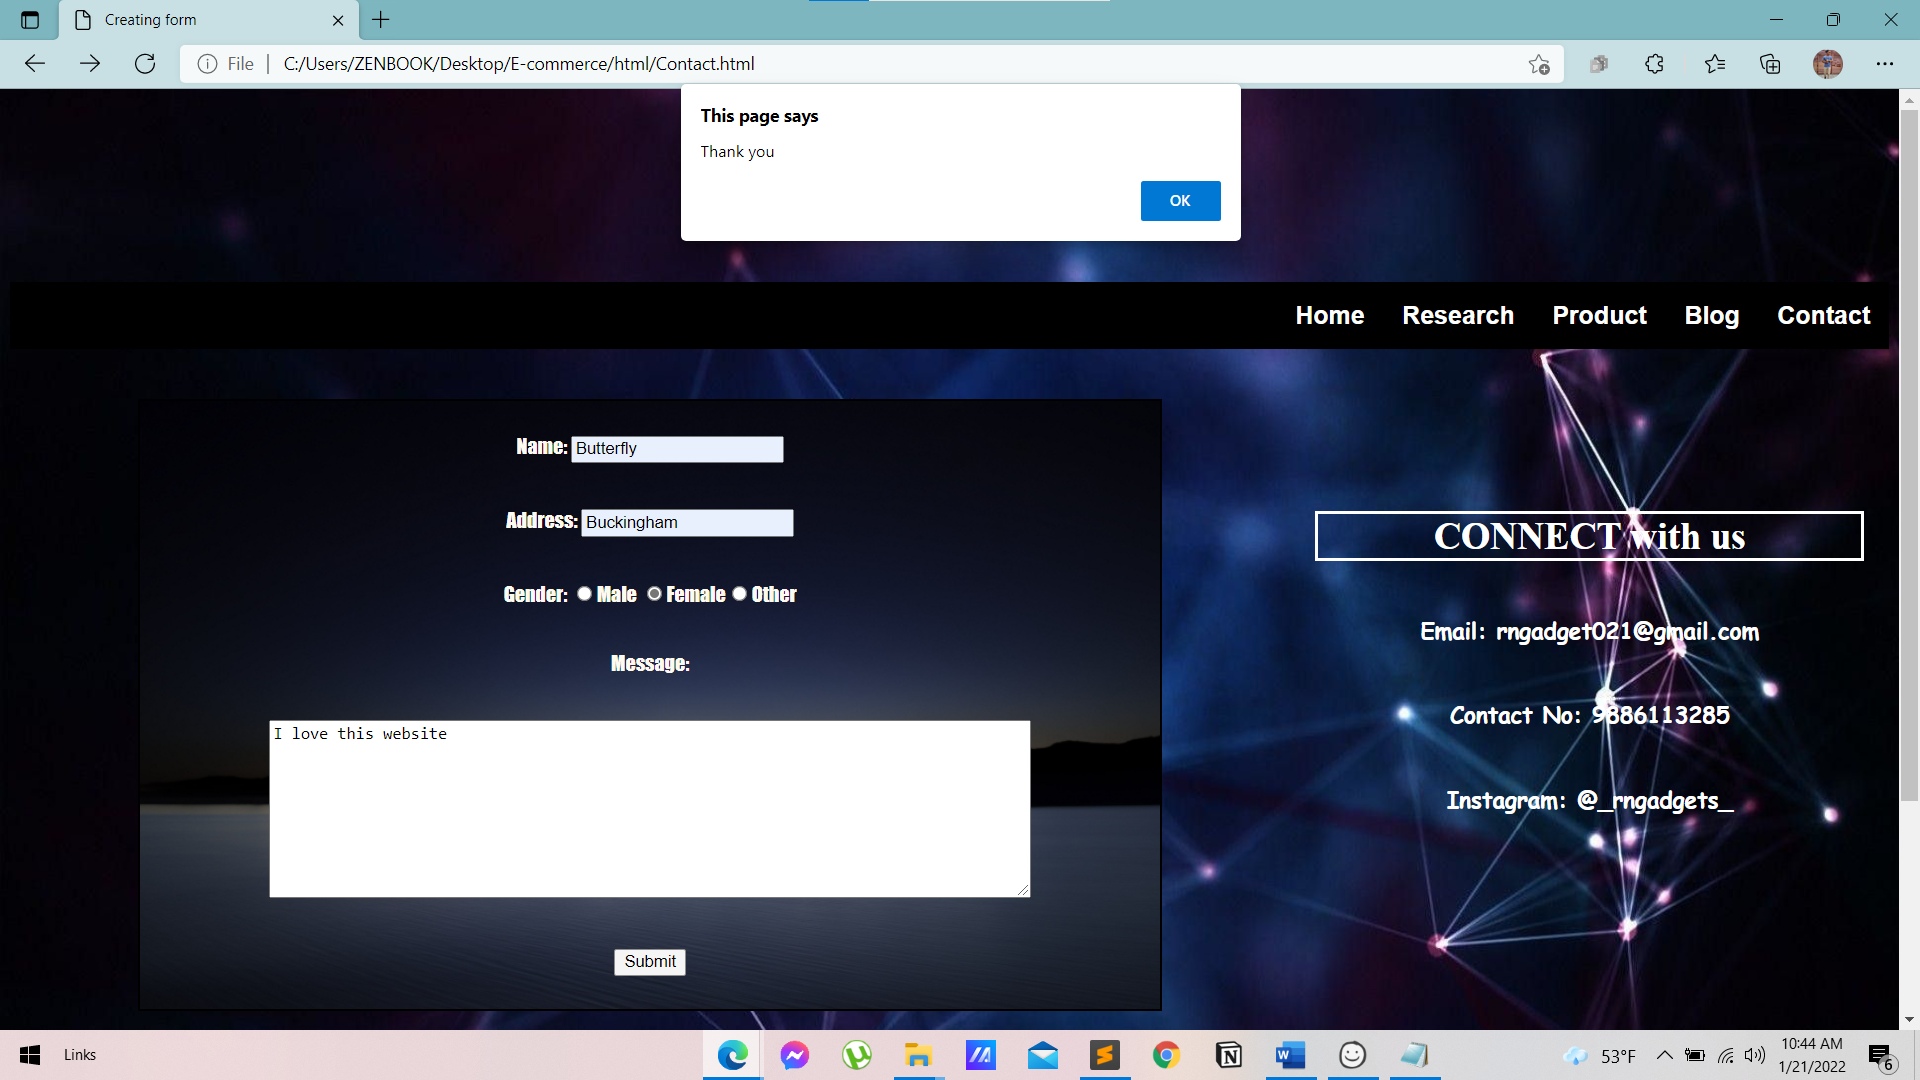 Creating form
File
C:/Users/ZENBOOK/Desktop/E-commerce/html/Contact.html
This page says
Thank you
OK
Home Research Product Blog Contact
Name: Butterfly
Address: Buckingham
Gender: Male Female Other
Message:
I love this website
Submit
CONNECT with us
Email: rngadget021@gmail.com
Contact No: 9886113285
Instagram: @_rngadgets_
Links
53°F
10:44 AM
1/21/2022
6